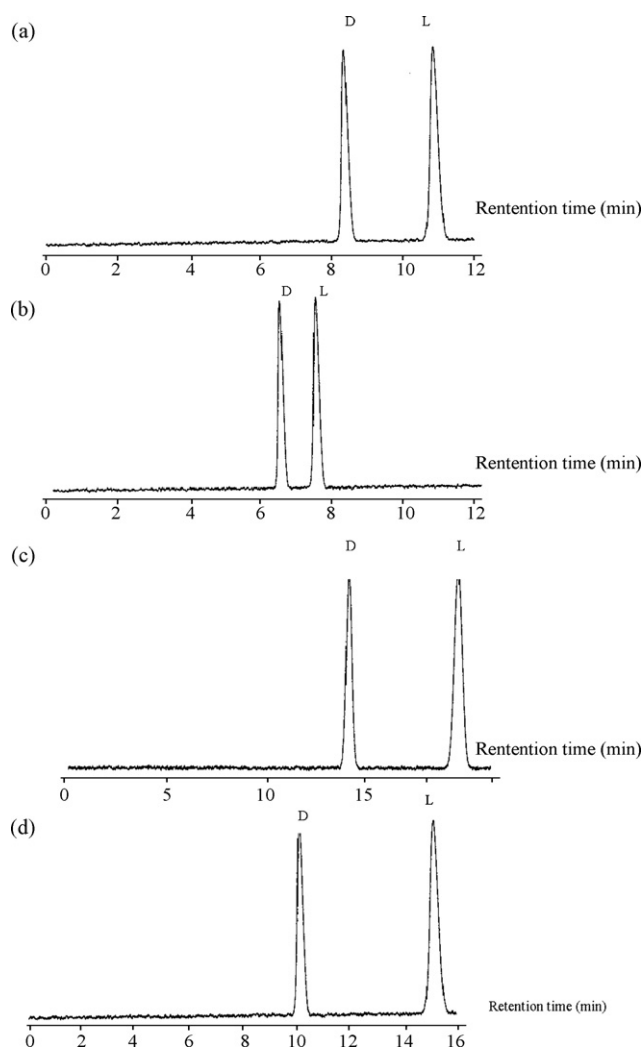 (a)
D L
Rentention time (min)
0 2 4 6 8 10 12
(b)
D L
Rentention time (min)
0 2 4 6 8 10 12
(c)
D L
Rentention time (min)
0 5 10 15
(d)
D L
Retention time (min)
0 2 4 6 8 10 12 14 16